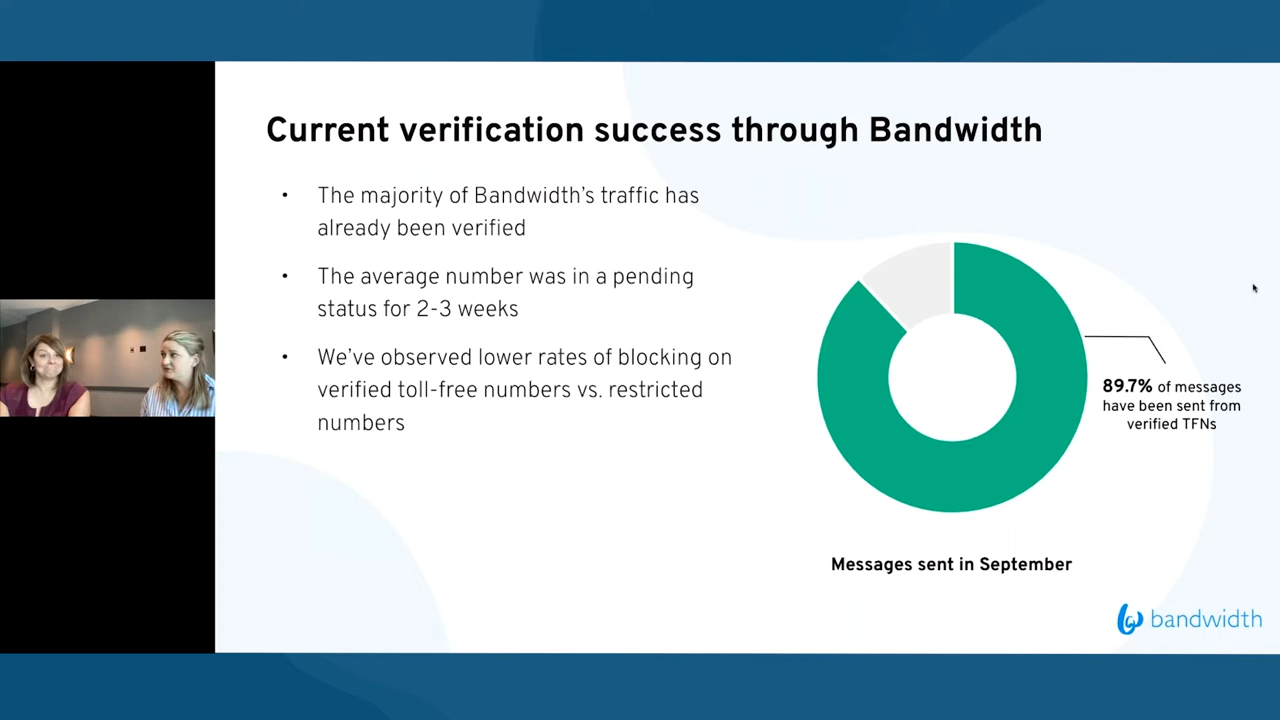 Current verification success through Bandwidth
• The majority of Bandwidth's traffic has
already been verified
• The average number was in a pending
status for 2-3 weeks
• We've observed lower rates of blocking on
verified toll-free numbers vs. restricted
numbers
89.7% of messages
have been sent from
verified TFNs
Messages sent in September
bandwidth